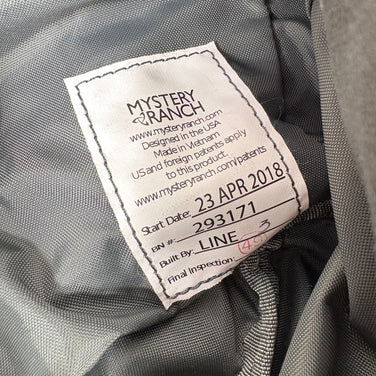 MYSTERY
RANCH
www.mysteryranch.com
Designed in the USA
Made in Vietnam
US and foreign patents apply
to this product.
www.mysteryranch.com/patents
Start Date: 23 APR 2018
BN #: 293171
Built By: LINE 3
Final Inspection: